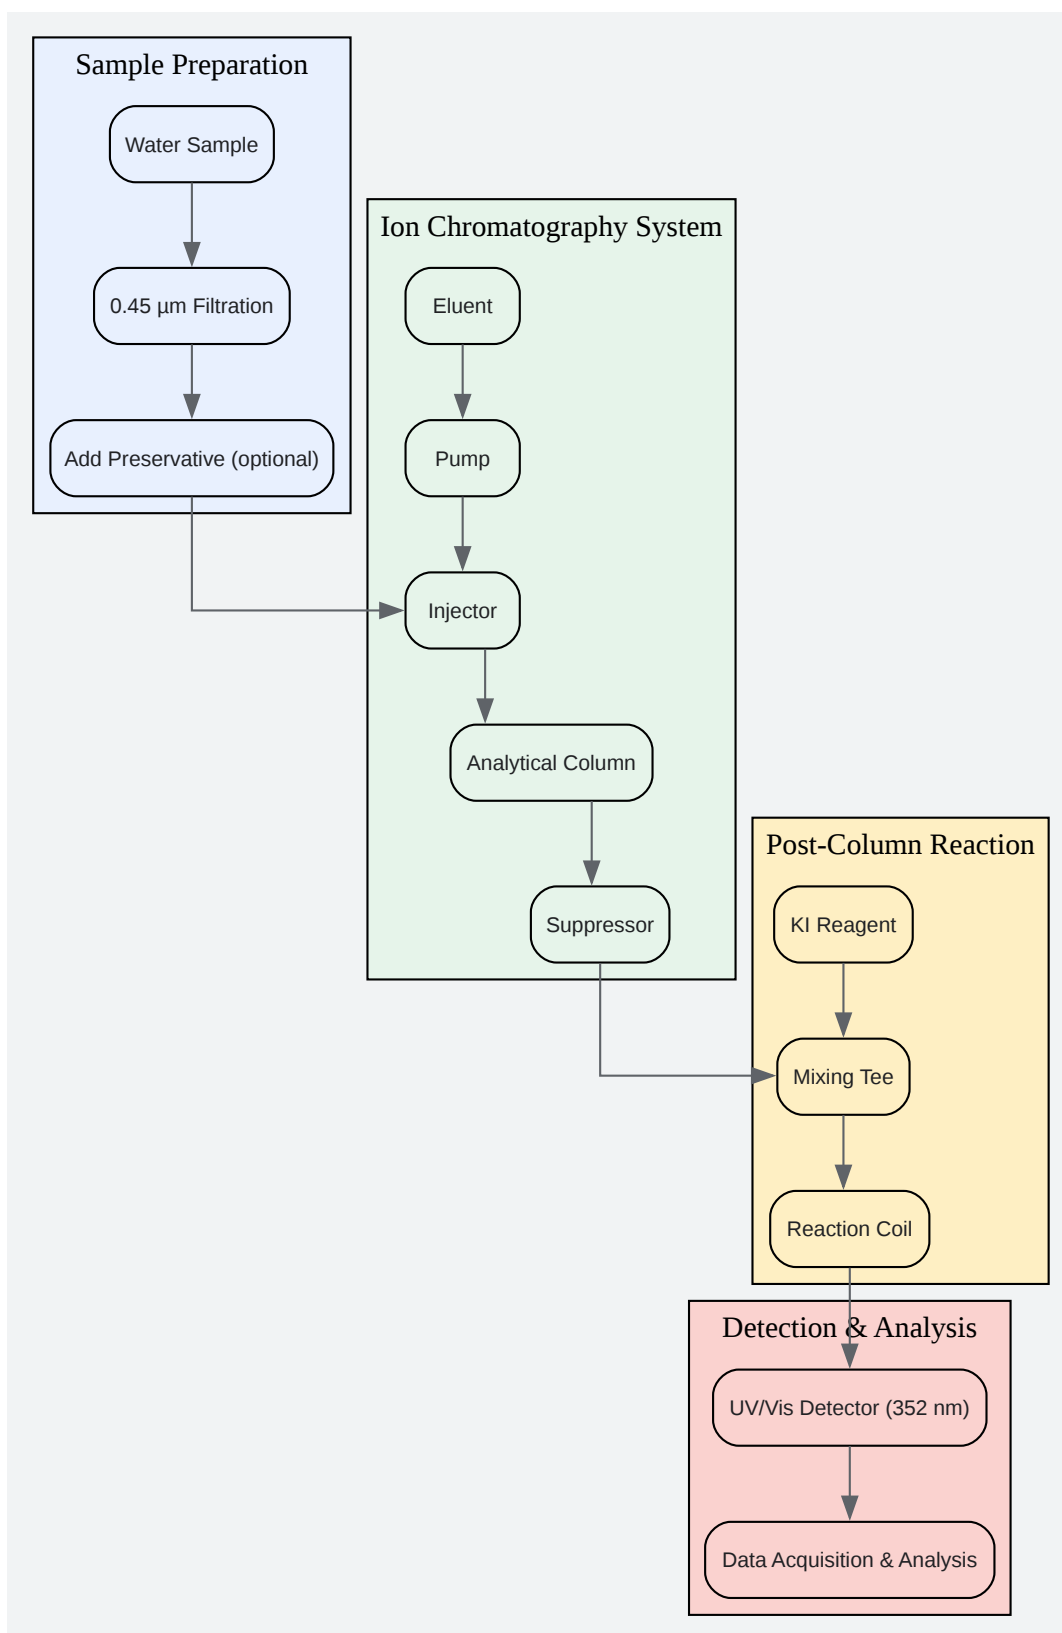 Sample Preparation
Water Sample
0.45 µm Filtration
Add Preservative (optional)
Ion Chromatography System
Eluent
Pump
Injector
Analytical Column
Suppressor
Post-Column Reaction
KI Reagent
Mixing Tee
Reaction Coil
Detection & Analysis
UV/Vis Detector (352 nm)
Data Acquisition & Analysis